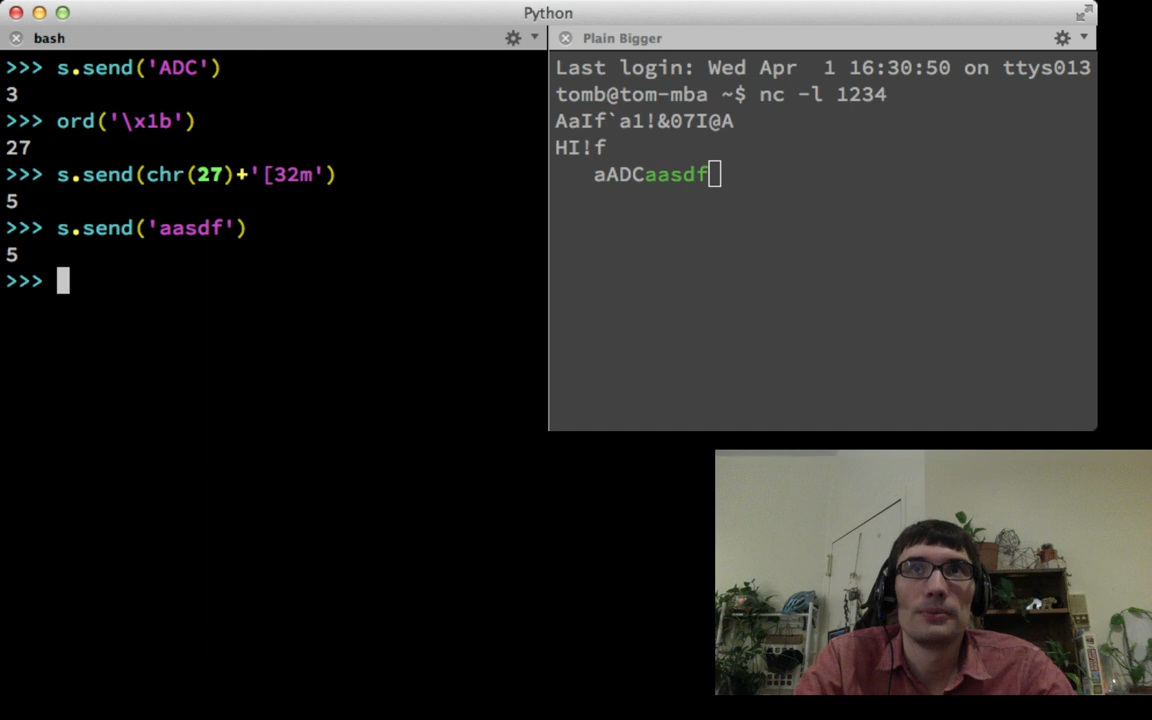 Python
bash
>>> s.send('ADC')
3
>>> ord('\x1b')
27
>>> s.send(chr(27)+'[32m')
5
>>> s.send('aasdf')
5
>>>
Plain Bigger
Last login: Wed Apr  1 16:30:50 on ttys013
tomb@tom-mba ~$ nc -l 1234
AaIf`a1!&07I@A
HI!f
   aADCaasdf